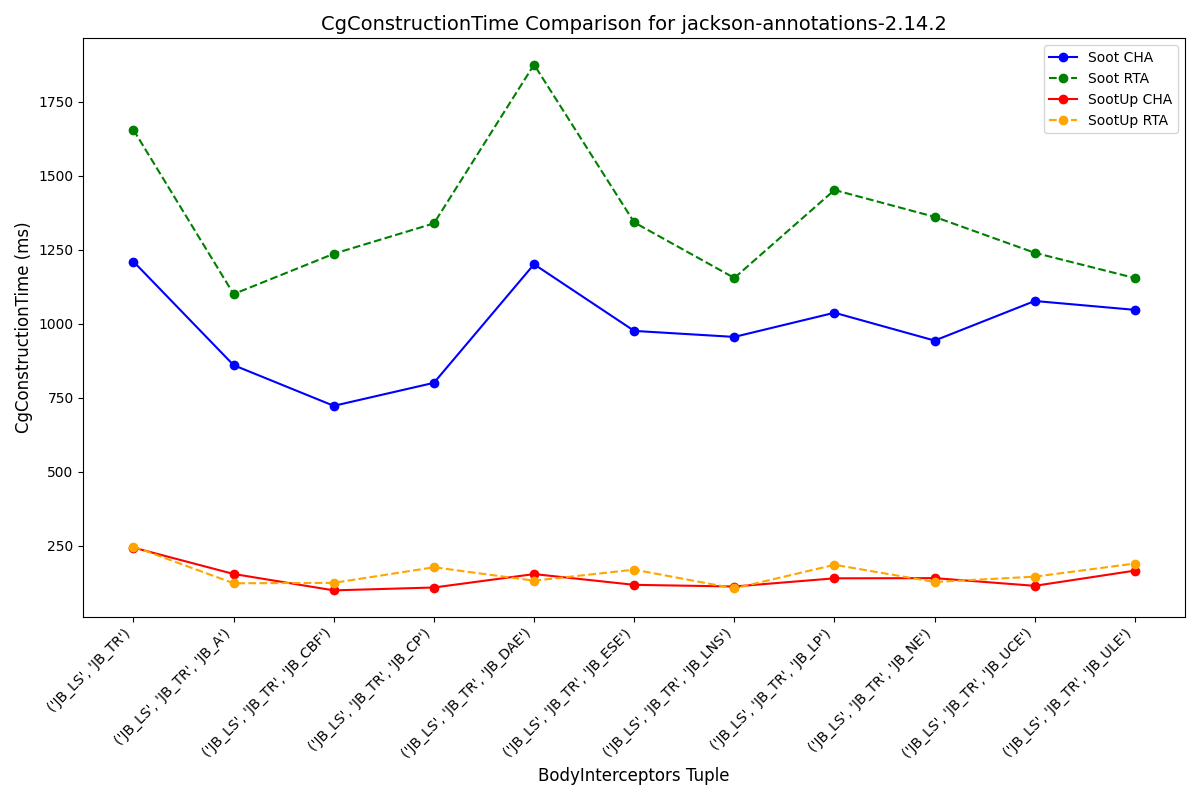 CgConstructionTime Comparison for jackson-annotations-2.14.2
Soot CHA
Soot RTA
SootUp CHA
SootUp RTA
CgConstructionTime (ms)
1750
1500
1250
1000
750
500
250
('JB_LS', 'JB_TR')
('JB_LS', 'JB_TR', 'JB_A')
('JB_LS', 'JB_TR', 'JB_CBF')
('JB_LS', 'JB_TR', 'JB_CP')
('JB_LS', 'JB_TR', 'JB_DAE')
('JB_LS', 'JB_TR', 'JB_ESE')
('JB_LS', 'JB_TR', 'JB_LNS')
('JB_LS', 'JB_TR', 'JB_LP')
('JB_LS', 'JB_TR', 'JB_NE')
('JB_LS', 'JB_TR', 'JB_UCE')
('JB_LS', 'JB_TR', 'JB_ULE')
BodyInterceptors Tuple